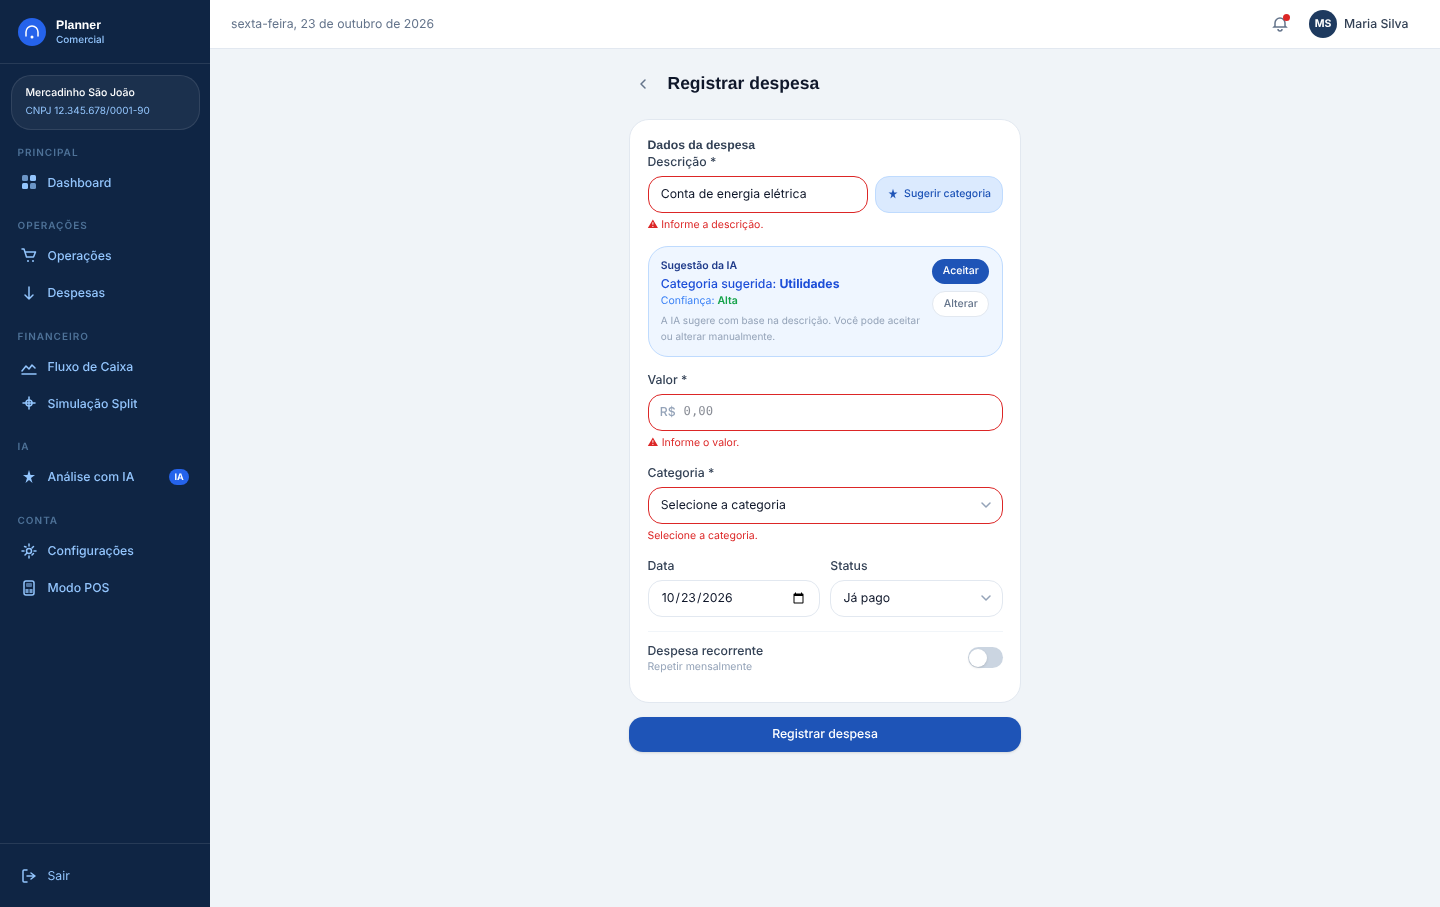 Planner
Comercial
sexta-feira, 23 de outubro de 2026
MS
Maria Silva
Mercadinho São João
CNPJ 12.345.678/0001-90
PRINCIPAL
Dashboard
OPERAÇÕES
Operações
Despesas
FINANCEIRO
Fluxo de Caixa
Simulação Split
IA
Análise com IA
IA
CONTA
Configurações
Modo POS
Sair
Registrar despesa
Dados da despesa
Descrição *
Conta de energia elétrica
Sugerir categoria
Informe a descrição.
Sugestão da IA
Categoria sugerida: Utilidades
Confiança: Alta
A IA sugere com base na descrição. Você pode aceitar
ou alterar manualmente.
Aceitar
Alterar
Valor *
R$ 0,00
Informe o valor.
Categoria *
Selecione a categoria
Selecione a categoria.
Data
Status
10/23/2026
Já pago
Despesa recorrente
Repetir mensalmente
Registrar despesa